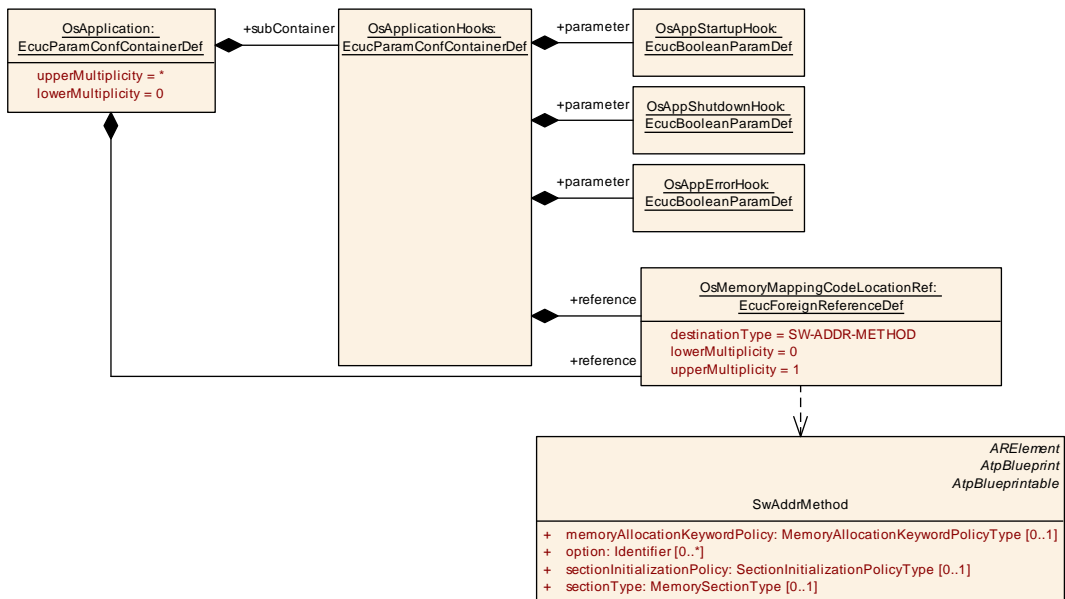 OsApplication:
EcucParamConfContainerDef
upperMultiplicity = *
lowerMultiplicity = 0
+subContainer
OsApplicationHooks:
EcucParamConfContainerDef
+parameter
OsAppStartupHook:
EcucBooleanParamDef
+parameter
OsAppShutdownHook:
EcucBooleanParamDef
+parameter
OsAppErrorHook:
EcucBooleanParamDef
+reference
+reference
OsMemoryMappingCodeLocationRef:
EcucForeignReferenceDef
destinationType = SW-ADDR-METHOD
lowerMultiplicity = 0
upperMultiplicity = 1
ARElement
AtpBlueprint
AtpBlueprintable
SwAddrMethod
+ memoryAllocationKeywordPolicy: MemoryAllocationKeywordPolicyType [0..1]
+ option: Identifier [0..*]
+ sectionInitializationPolicy: SectionInitializationPolicyType [0..1]
+ sectionType: MemorySectionType [0..1]